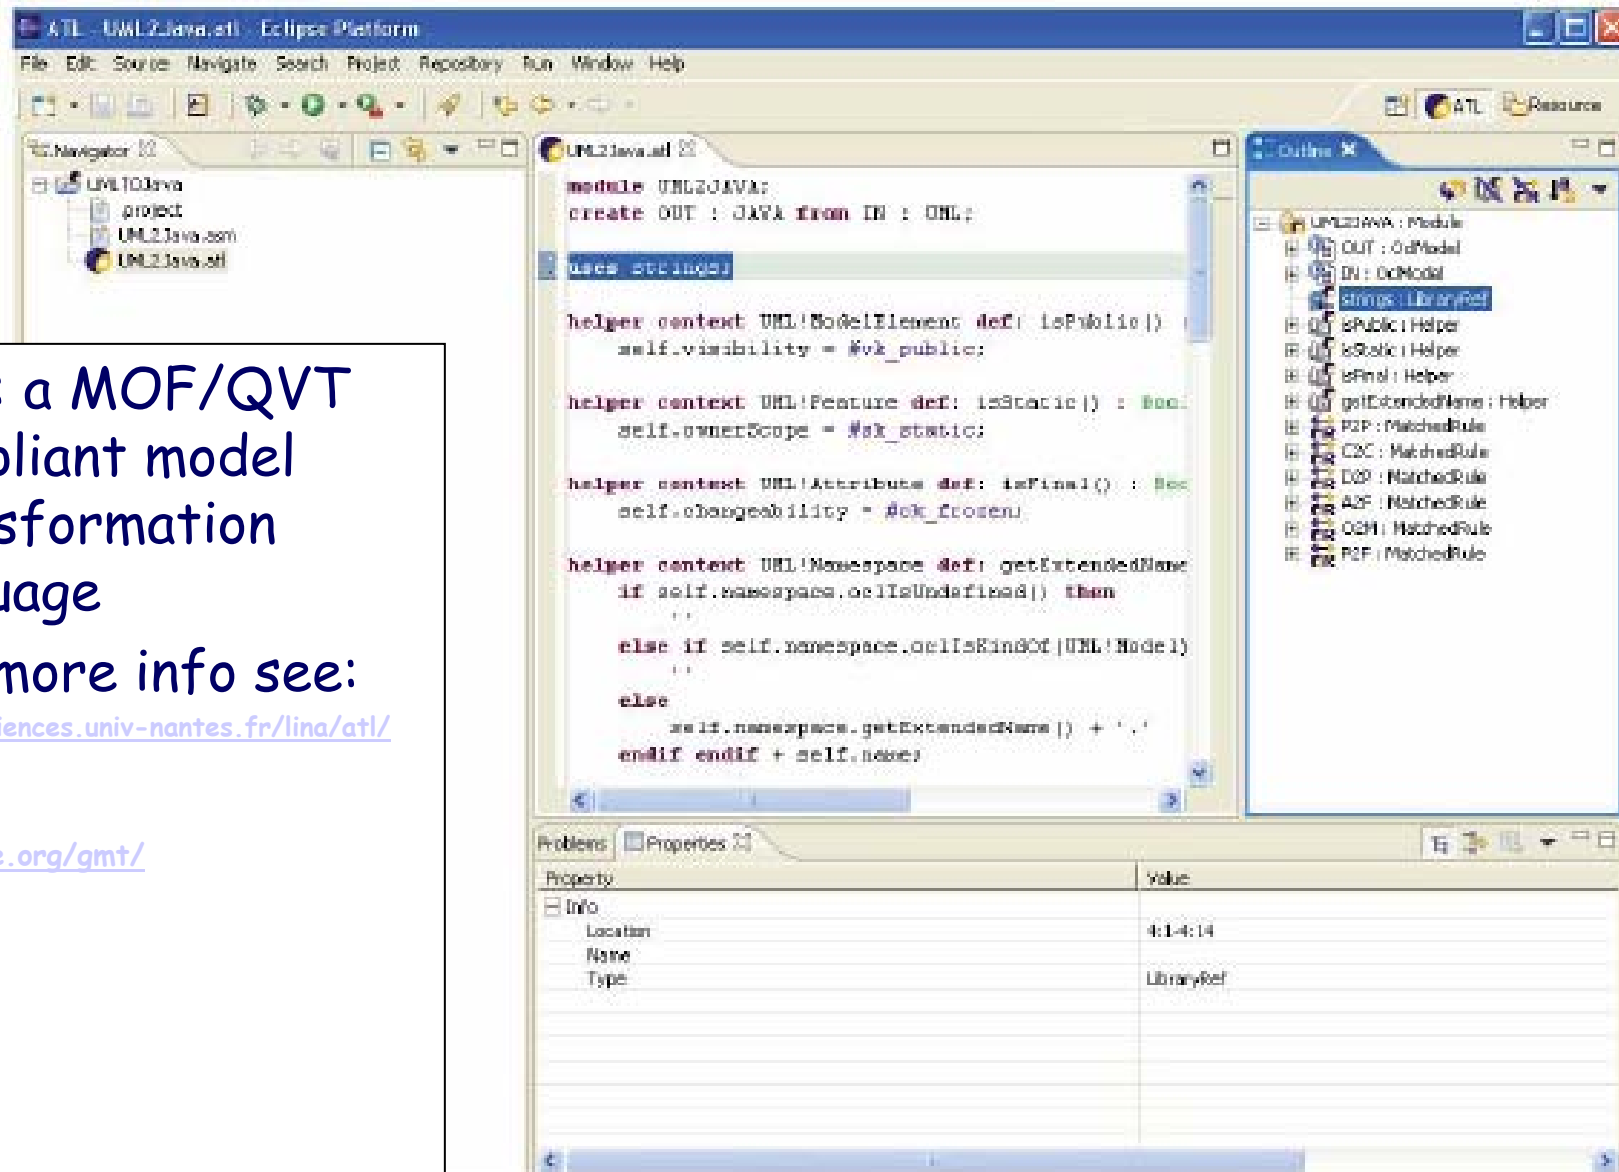 ATL - UML2Java.atl - Eclipse Platform
File Edit Source Navigate Search Project Repository Run Window Help
ATL Resource
Navigator
UMLTOJava
.project
UML2Java.asm
UML2Java.atl
a MOF/QVT
pliant model
sformation
uage
more info see:
iences.univ-nantes.fr/lina/atl/
e.org/gmt/
UML2Java.atl
module UML2JAVA;
create OUT : JAVA from IN : UML;
uses strings;
helper context UML!ModelElement def: isPublic() :
self.visibility = #vk_public;
helper context UML!Feature def: isStatic() : Boo
self.ownerScope = #sk_static;
helper context UML!Attribute def: isFinal() : Boo
self.changeability = #ck_frozen;
helper context UML!Namespace def: getExtendedName
if self.namespace.oclIsUndefined() then
''
else if self.namespace.oclIsKindOf(UML!Model)
''
else
self.namespace.getExtendedName() + '.'
endif endif + self.name;
Outline
UML2JAVA : Module
OUT : OclModel
IN : OclModel
strings : LibraryRef
isPublic : Helper
isStatic : Helper
isFinal : Helper
getExtendedName : Helper
P2P : MatchedRule
C2C : MatchedRule
D2P : MatchedRule
A2F : MatchedRule
O2M : MatchedRule
P2F : MatchedRule
Problems Properties
Property Value
Info
Location 4:1-4:14
Name
Type LibraryRef